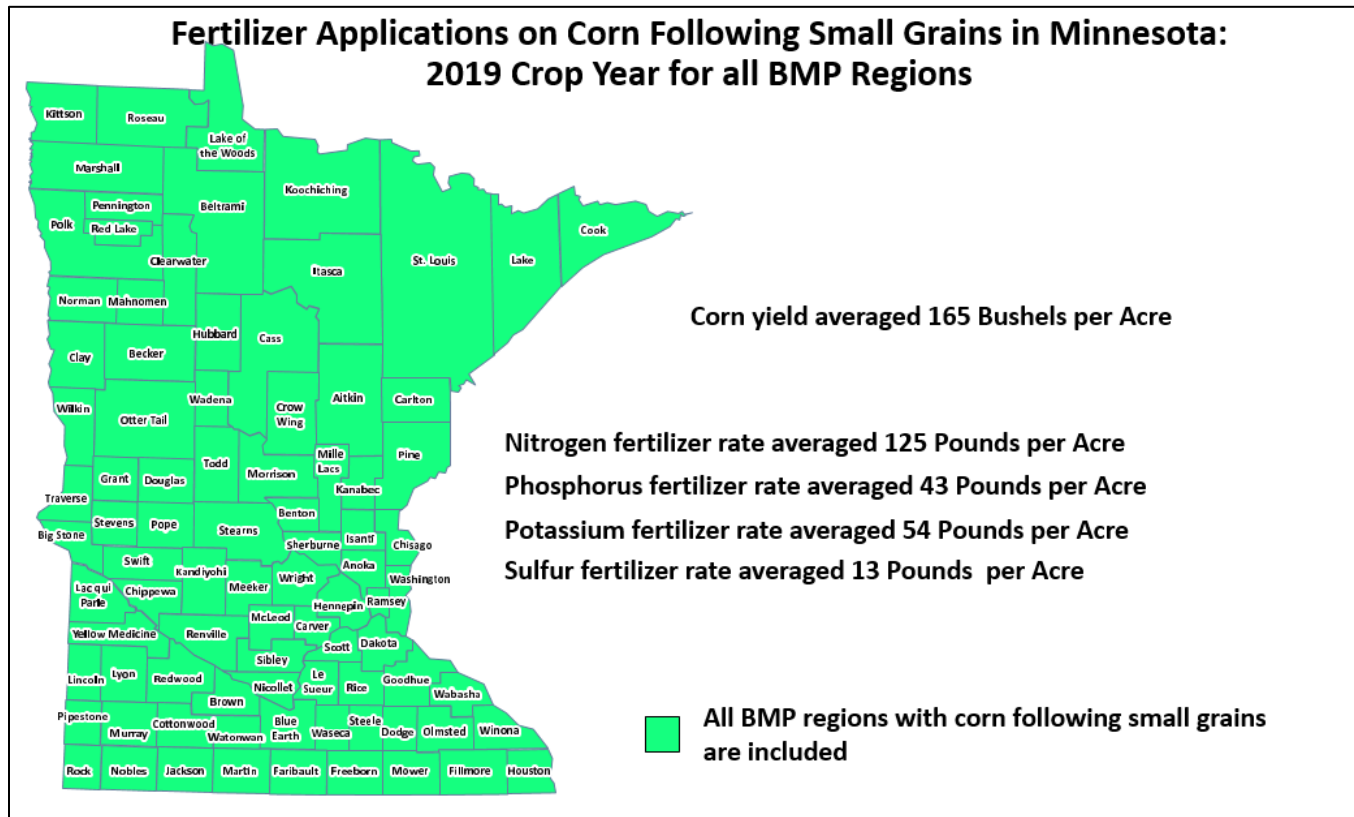 Fertilizer Applications on Corn Following Small Grains in Minnesota:
2019 Crop Year for all BMP Regions
Kittson
Roseau
Lake of
the Woods
Marshall
Koochiching
Pennington
Beltrami
Polk
Red Lake
Cook
Clearwater
St. Louis
Lake
Itasca
Norman
Mahnomen
Hubbard
Cass
Clay
Becker
Corn yield averaged 165 Bushels per Acre
Wadena
Aitkin
Carlton
Wilkin
Crow
Wing
Otter Tail
Nitrogen fertilizer rate averaged 125 Pounds per Acre
Mille
Lacs
Pine
Todd
Morrison
Grant
Douglas
Kanabec
Phosphorus fertilizer rate averaged 43 Pounds per Acre
Traverse
Benton
Stevens
Pope
Stearns
Potassium fertilizer rate averaged 54 Pounds per Acre
Big Stone
Sherburne
Isanti
Chisago
Swift
Kandiyohi
Anoka
Sulfur fertilizer rate averaged 13 Pounds per Acre
Wright
Washington
Lac qui
Parle
Chippewa
Meeker
Hennepin
Ramsey
McLeod
Carver
Yellow Medicine
Renville
Scott
Dakota
Sibley
Lincoln
Lyon
Redwood
Nicollet
Le
Sueur
Rice
Goodhue
Wabasha
Brown
Pipestone
Murray
Cottonwood
Watonwan
Blue
Earth
Waseca
Steele
Dodge
Olmsted
Winona
All BMP regions with corn following small grains
are included
Rock
Nobles
Jackson
Martin
Faribault
Freeborn
Mower
Fillmore
Houston